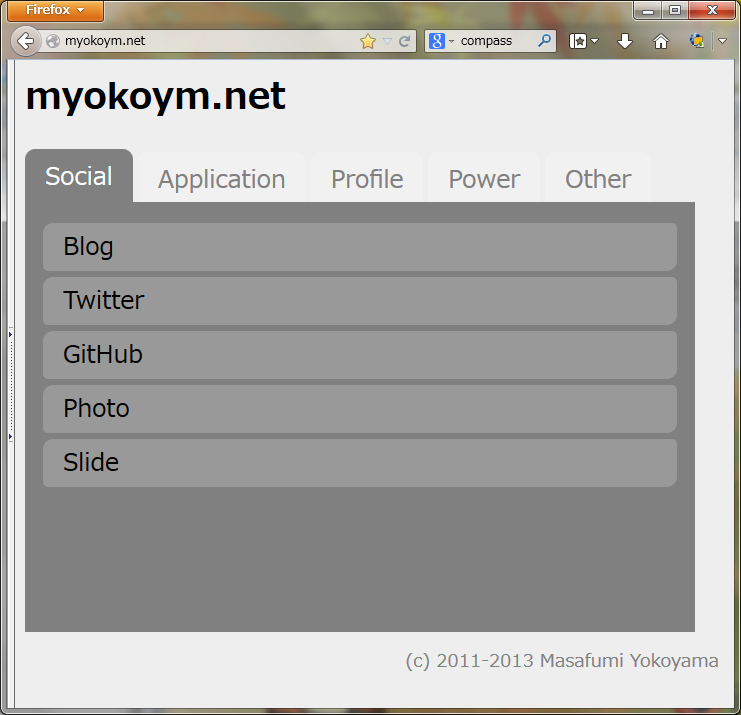 Firefox
myokoym.net
compass
myokoym.net
Social Application Profile Power Other
Blog
Twitter
GitHub
Photo
Slide
(c) 2011-2013 Masafumi Yokoyama